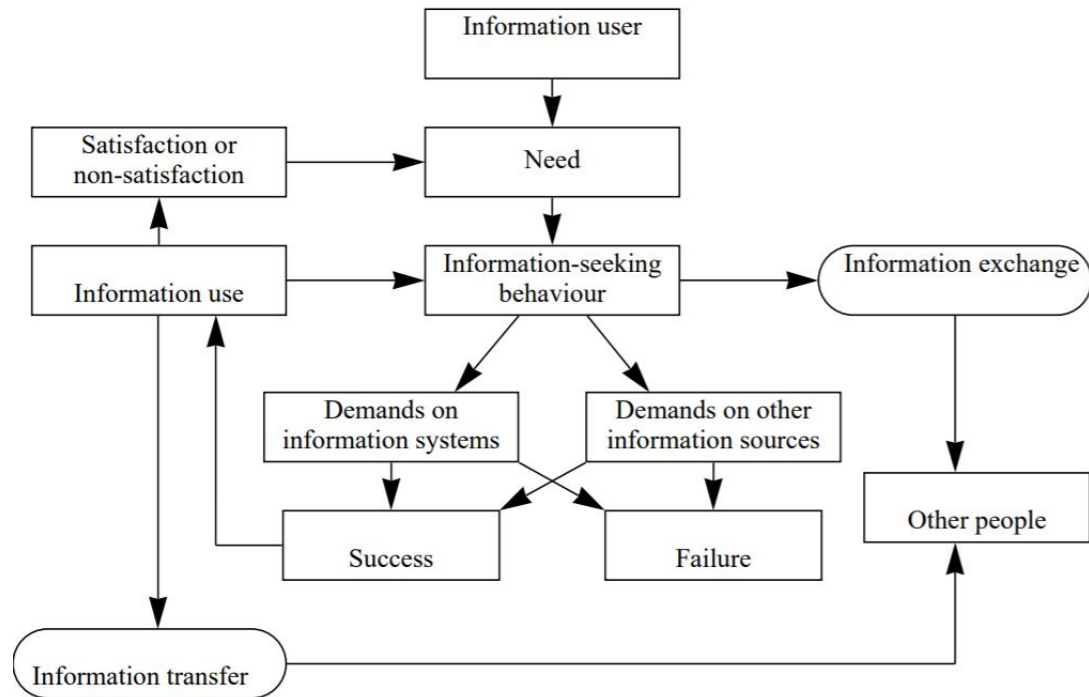 Information user
Satisfaction or
non-satisfaction
Need
Information use
Information-seeking
behaviour
Information exchange
Demands on
information systems
Demands on other
information sources
Other people
Success
Failure
Information transfer